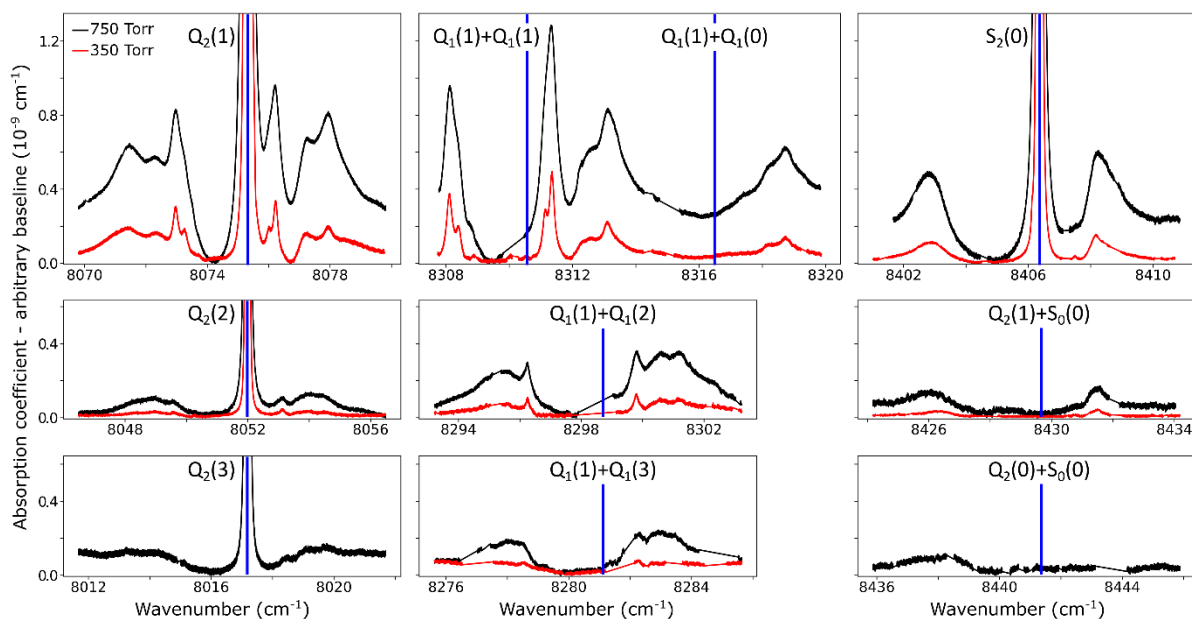 Absorption coefficient - arbitrary baseline (10⁻⁹ cm⁻¹)
750 Torr
350 Torr
Q₂(1)
1.2
0.8
0.4
0.0
8070 8074 8078
Q₁(1)+Q₁(1) Q₁(1)+Q₁(0)
8308 8312 8316 8320
S₂(0)
8402 8406 8410
Q₂(2)
0.4
0.0
8048 8052 8056
Q₁(1)+Q₁(2)
8294 8298 8302
Q₂(1)+S₀(0)
8426 8430 8434
Q₂(3)
0.4
0.0
8012 8016 8020
Wavenumber (cm⁻¹)
Q₁(1)+Q₁(3)
8276 8280 8284
Wavenumber (cm⁻¹)
Q₂(0)+S₀(0)
8436 8440 8444
Wavenumber (cm⁻¹)